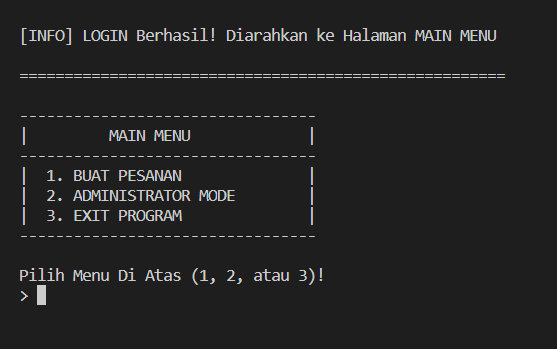 [INFO] LOGIN Berhasil! Diarahkan ke Halaman MAIN MENU
======================================================
---------------------------------
|         MAIN MENU             |
---------------------------------
|  1. BUAT PESANAN              |
|  2. ADMINISTRATOR MODE        |
|  3. EXIT PROGRAM              |
---------------------------------
Pilih Menu Di Atas (1, 2, atau 3)!
>